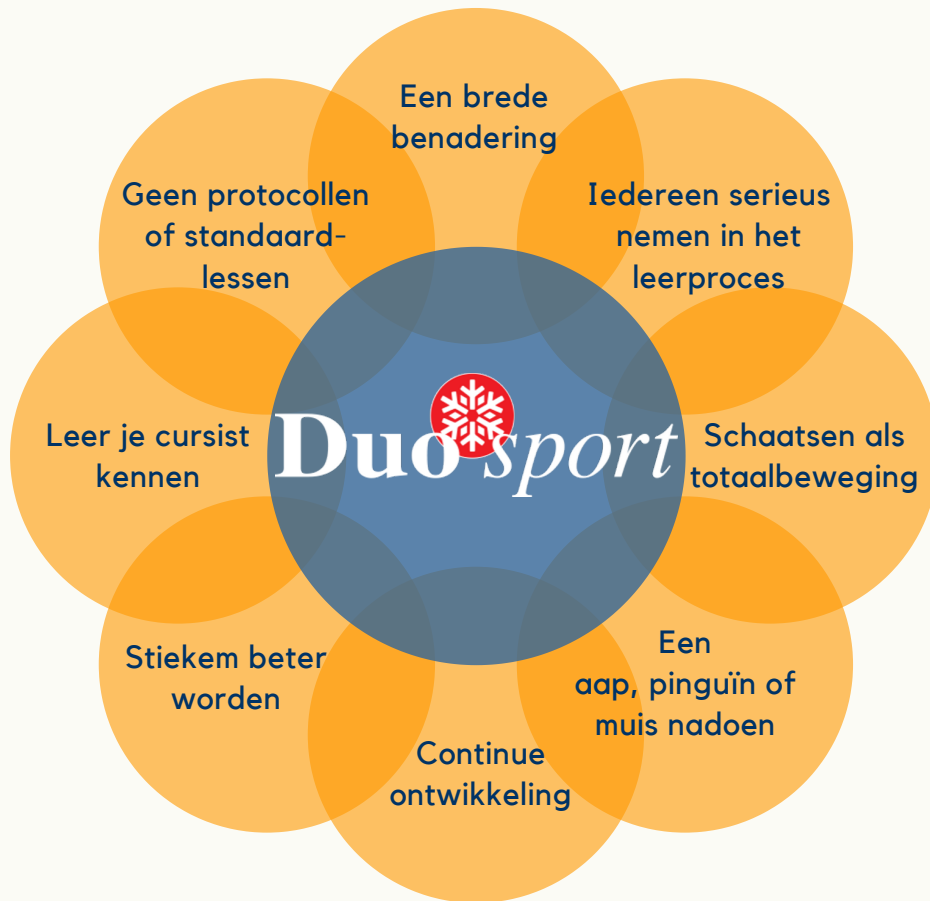 Een brede
benadering
Iedereen serieus
nemen in het
leerproces
Schaatsen als
totaalbeweging
Een
aap, pinguïn of
muis nadoen
Continue
ontwikkeling
Stiekem beter
worden
Leer je cursist
kennen
Geen protocollen
of standaard-
lessen
Duo sport